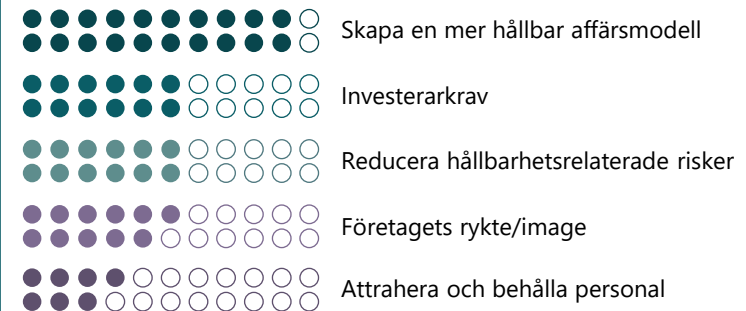 Skapa en mer hållbar affärsmodell
Investerarkrav
Reducera hållbarhetsrelaterade risker
Företagets rykte/image
Attrahera och behålla personal